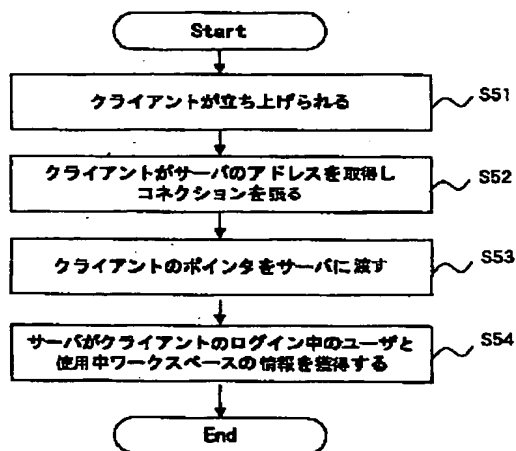 Start
クライアントが立ち上げられる
S51
クライアントがサーバのアドレスを取得し
コネクションを張る
S52
クライアントのポインタをサーバに渡す
S53
サーバがクライアントのログイン中のユーザと
使用中ワークスペースの情報を獲得する
S54
End